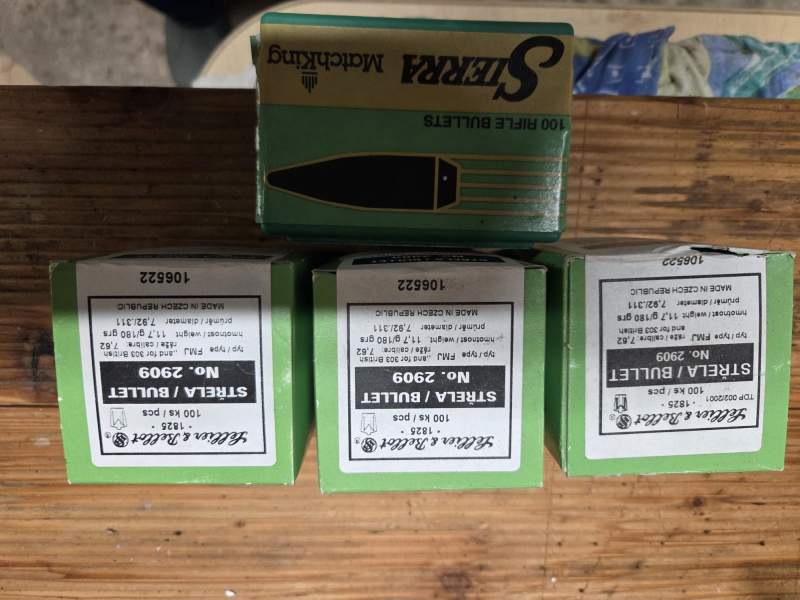 SIERRA
MatchKing
100 RIFLE BULLETS
Sellier & Bellot
· 1825 ·
100 ks / pcs
STŘELA / BULLET
No. 2909
typ / type FMJ
ráže / calibre: 7,62
and for 303 British
hmotnost / weight 11,7 g/180 grs
průměr / diameter 7,92/.311
MADE IN CZECH REPUBLIC
106522
Sellier & Bellot
· 1825 ·
100 ks / pcs
STŘELA / BULLET
No. 2909
typ / type FMJ
ráže / calibre: 7,62
...and for 303 British
hmotnost / weight 11,7 g/180 grs
průměr / diameter 7,92/.311
MADE IN CZECH REPUBLIC
106522
Sellier & Bellot
· 1825 ·
TDP 002/2001
100 ks / pcs
STŘELA / BULLET
No. 2909
typ / type FMJ
ráže / calibre: 7,62
and for 303 British
hmotnost / weight 11,7 g/180 grs
průměr / diameter 7,92/.311
MADE IN CZECH REPUBLIC
106522